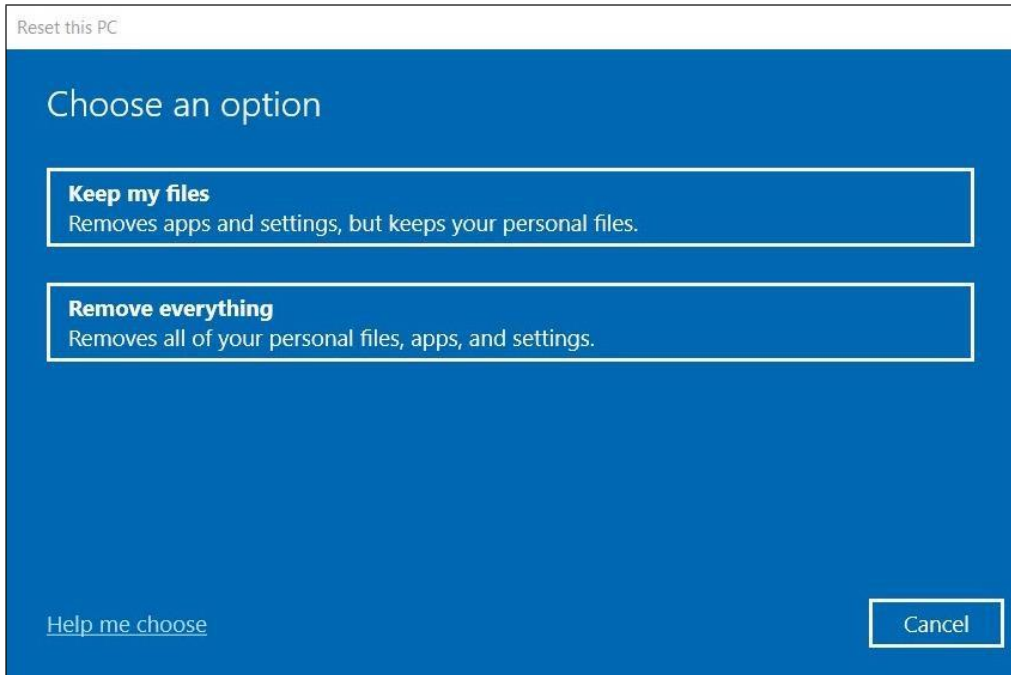 Reset this PC
Choose an option
Keep my files
Removes apps and settings, but keeps your personal files.
Remove everything
Removes all of your personal files, apps, and settings.
Help me choose
Cancel